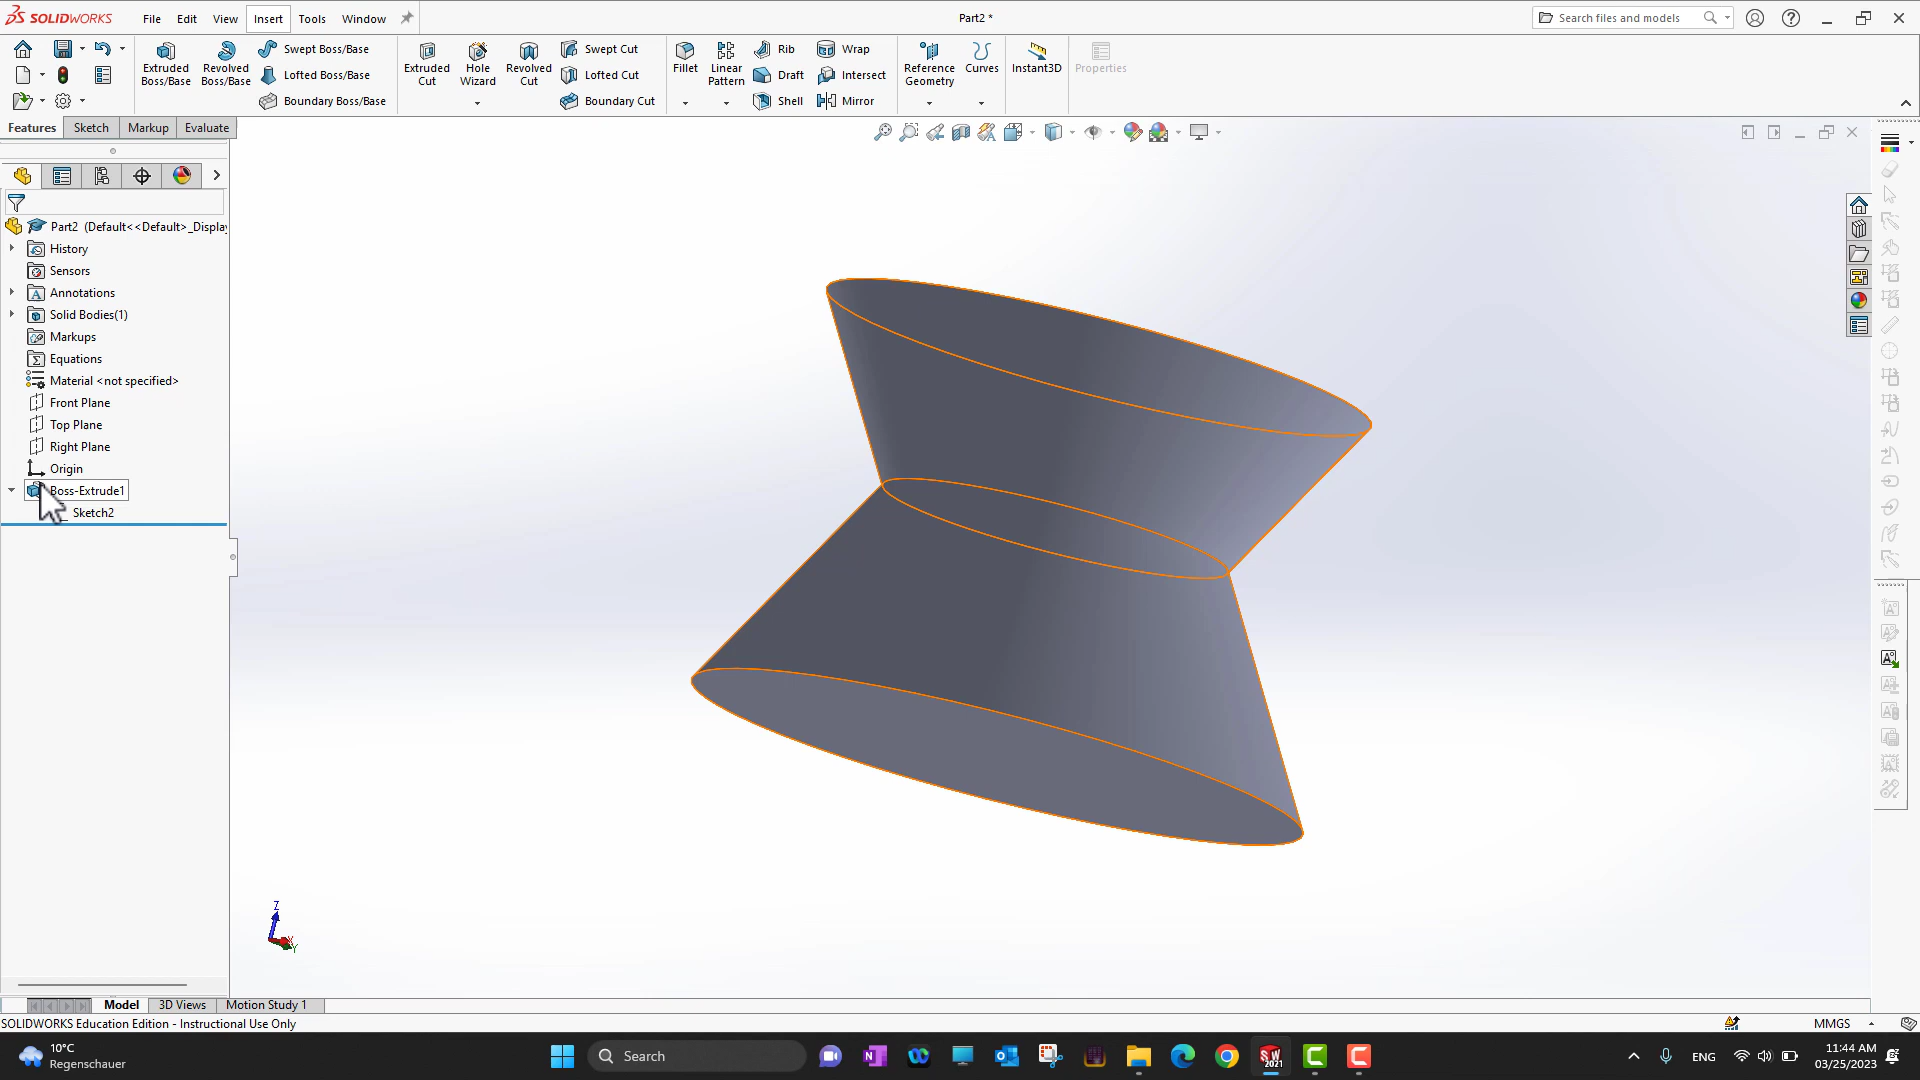 SOLIDWORKS File Edit View Insert Tools Window
Part2 *
Search files and models
Extruded Boss/Base
Revolved Boss/Base
Swept Boss/Base
Lofted Boss/Base
Boundary Boss/Base
Extruded Cut
Hole Wizard
Revolved Cut
Swept Cut
Lofted Cut
Boundary Cut
Fillet
Linear Pattern
Rib
Draft
Shell
Wrap
Intersect
Mirror
Reference Geometry
Curves
Instant3D
Properties
Features Sketch Markup Evaluate
Part2 (Default<<Default>_Display
History
Sensors
Annotations
Solid Bodies(1)
Markups
Equations
Material <not specified>
Front Plane
Top Plane
Right Plane
Origin
Boss-Extrude1
Sketch2
Z
X
Y
Model 3D Views Motion Study 1
SOLIDWORKS Education Edition - Instructional Use Only
MMGS
10°C
Regenschauer
Search
SW
2021
ENG
11:44 AM
03/25/2023